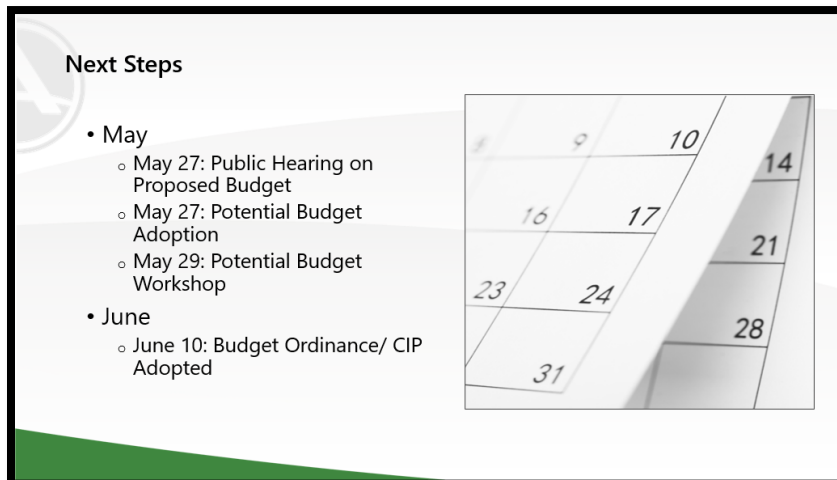 Next Steps
• May
o May 27: Public Hearing on
Proposed Budget
o May 27: Potential Budget
Adoption
o May 29: Potential Budget
Workshop
• June
o June 10: Budget Ordinance/ CIP
Adopted
9
10
14
16
17
21
23
24
28
31